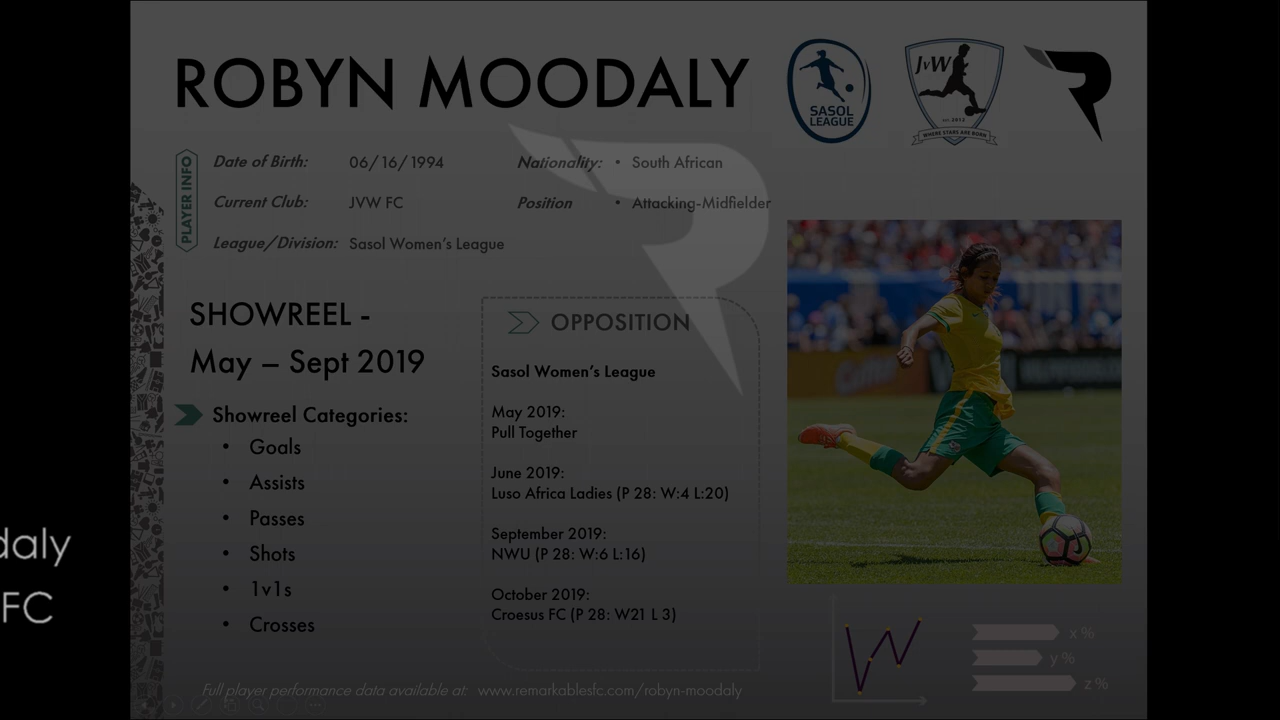 ROBYN MOODALY
SASOL
LEAGUE
JvW
EST. 2012
WHERE STARS ARE BORN
PLAYER INFO
Date of Birth: 06/16/1994
Nationality: • South African
Current Club: JVW FC
Position • Attacking-Midfielder
League/Division: Sasol Women's League
SHOWREEL -
May – Sept 2019
Showreel Categories:
• Goals
• Assists
• Passes
• Shots
• 1v1s
• Crosses
OPPOSITION
Sasol Women's League
May 2019:
Pull Together
June 2019:
Luso Africa Ladies (P 28: W:4 L:20)
September 2019:
NWU (P 28: W:6 L:16)
October 2019:
Croesus FC (P 28: W21 L 3)
daly
FC
x %
y %
z %
Full player performance data available at: www.remarkablesfc.com/robyn-moodaly